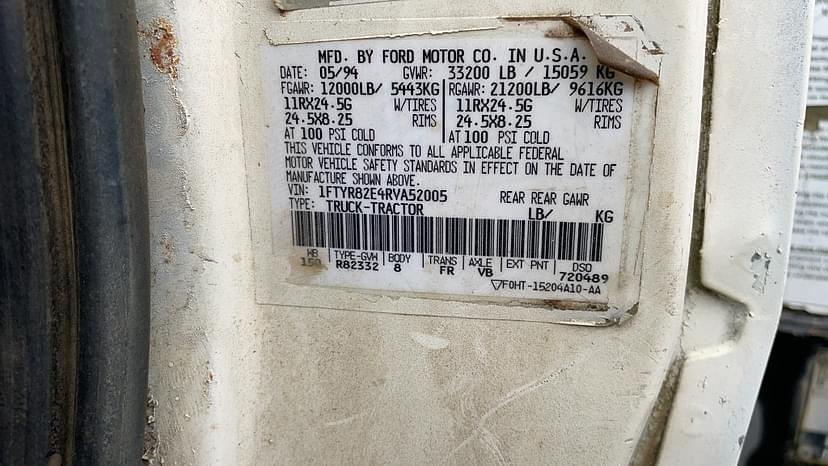 MFD. BY FORD MOTOR CO. IN U.S.A.
DATE: 05/94 GVWR: 33200 LB / 15059 KG
FGAWR: 12000LB/ 5443KG RGAWR: 21200LB/ 9616KG
11RX24.5G W/TIRES 11RX24.5G W/TIRES
24.5X8.25 RIMS 24.5X8.25 RIMS
AT 100 PSI COLD AT 100 PSI COLD
THIS VEHICLE CONFORMS TO ALL APPLICABLE FEDERAL
MOTOR VEHICLE SAFETY STANDARDS IN EFFECT ON THE DATE OF
MANUFACTURE SHOWN ABOVE.
VIN: 1FTYR82E4RVA52005 REAR REAR GAWR
TYPE: TRUCK-TRACTOR LB/ KG
WB TYPE-GVW BODY TRANS AXLE EXT PNT DSO
150 R82332 8 FR VB 720489
▽F0HT-15204A10-AA